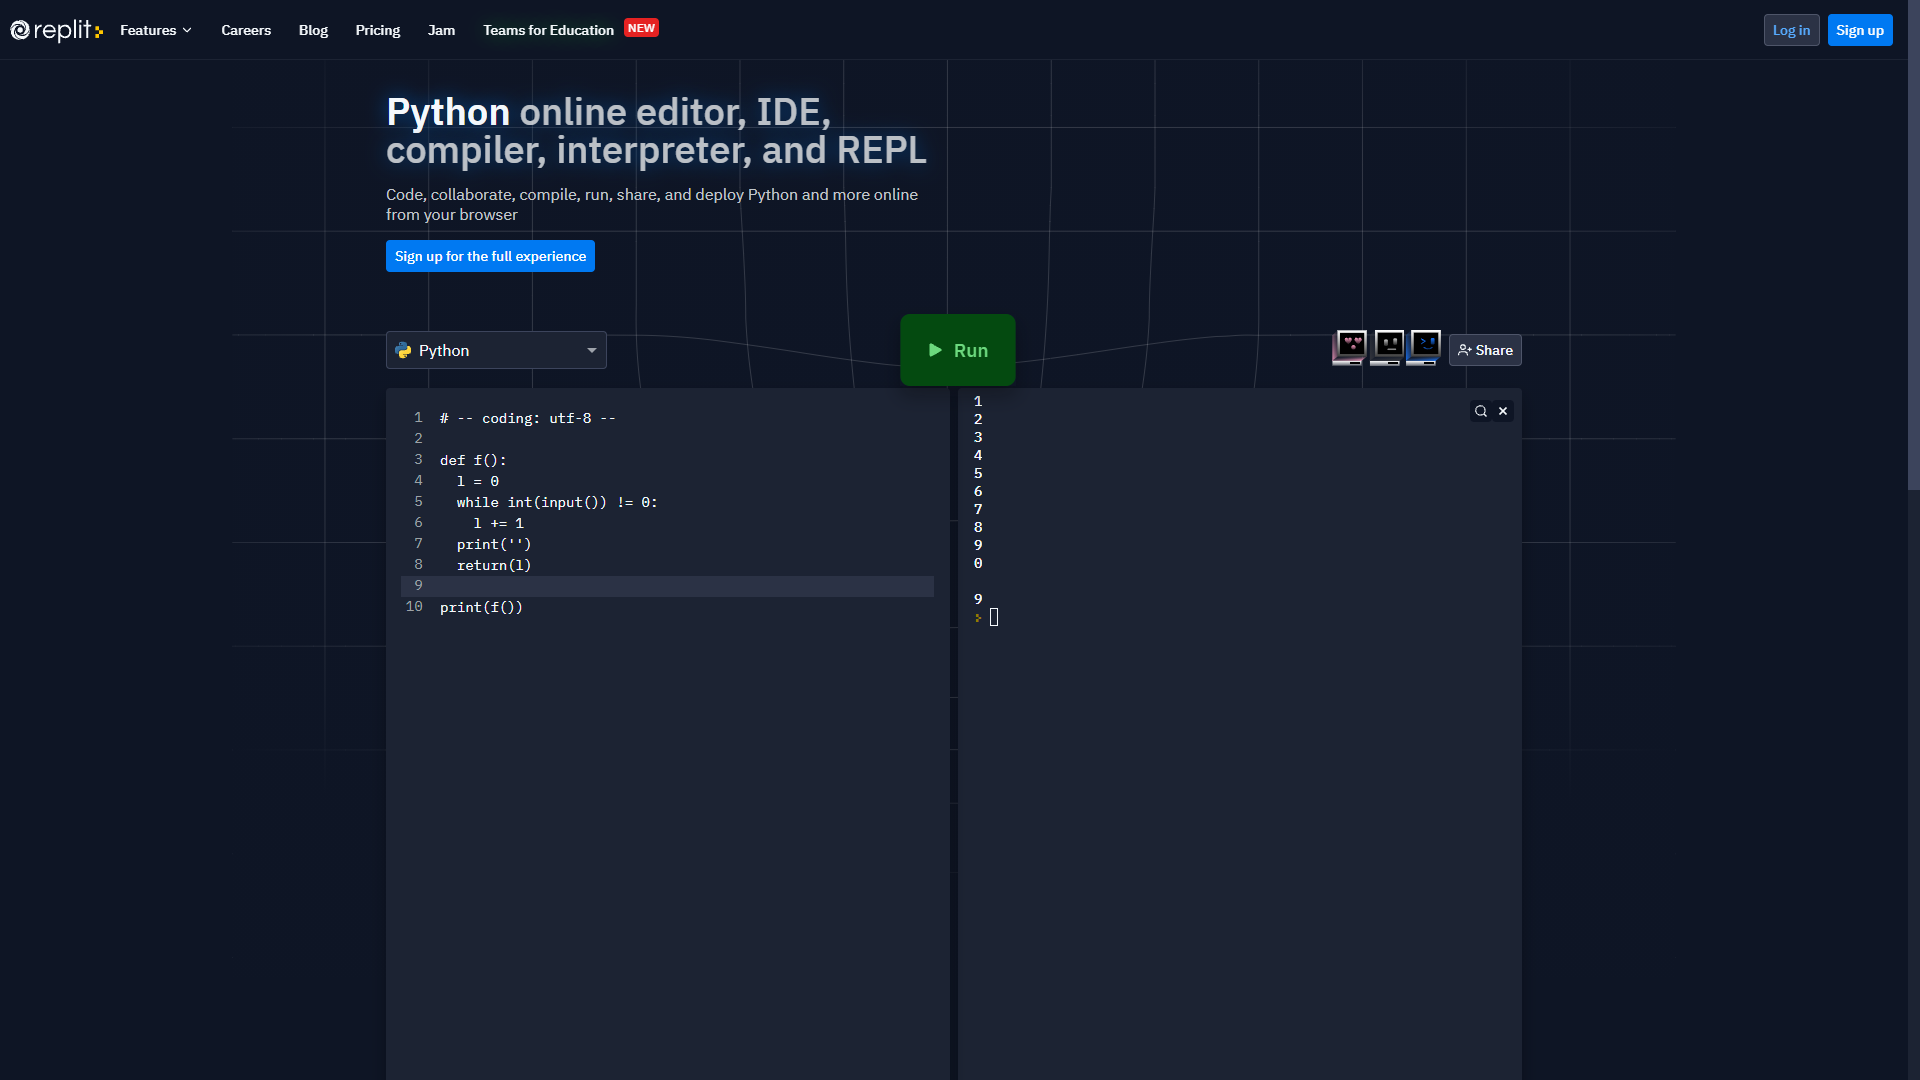 replit
Features
Careers
Blog
Pricing
Jam
Teams for Education
NEW
Log in
Sign up
Python online editor, IDE,
compiler, interpreter, and REPL
Code, collaborate, compile, run, share, and deploy Python and more online
from your browser
Sign up for the full experience
Python
Run
Share
1 # -- coding: utf-8 --
2
3 def f():
4 l = 0
5 while int(input()) != 0:
6 l += 1
7 print('')
8 return(l)
9
10 print(f())
1
2
3
4
5
6
7
8
9
0
9